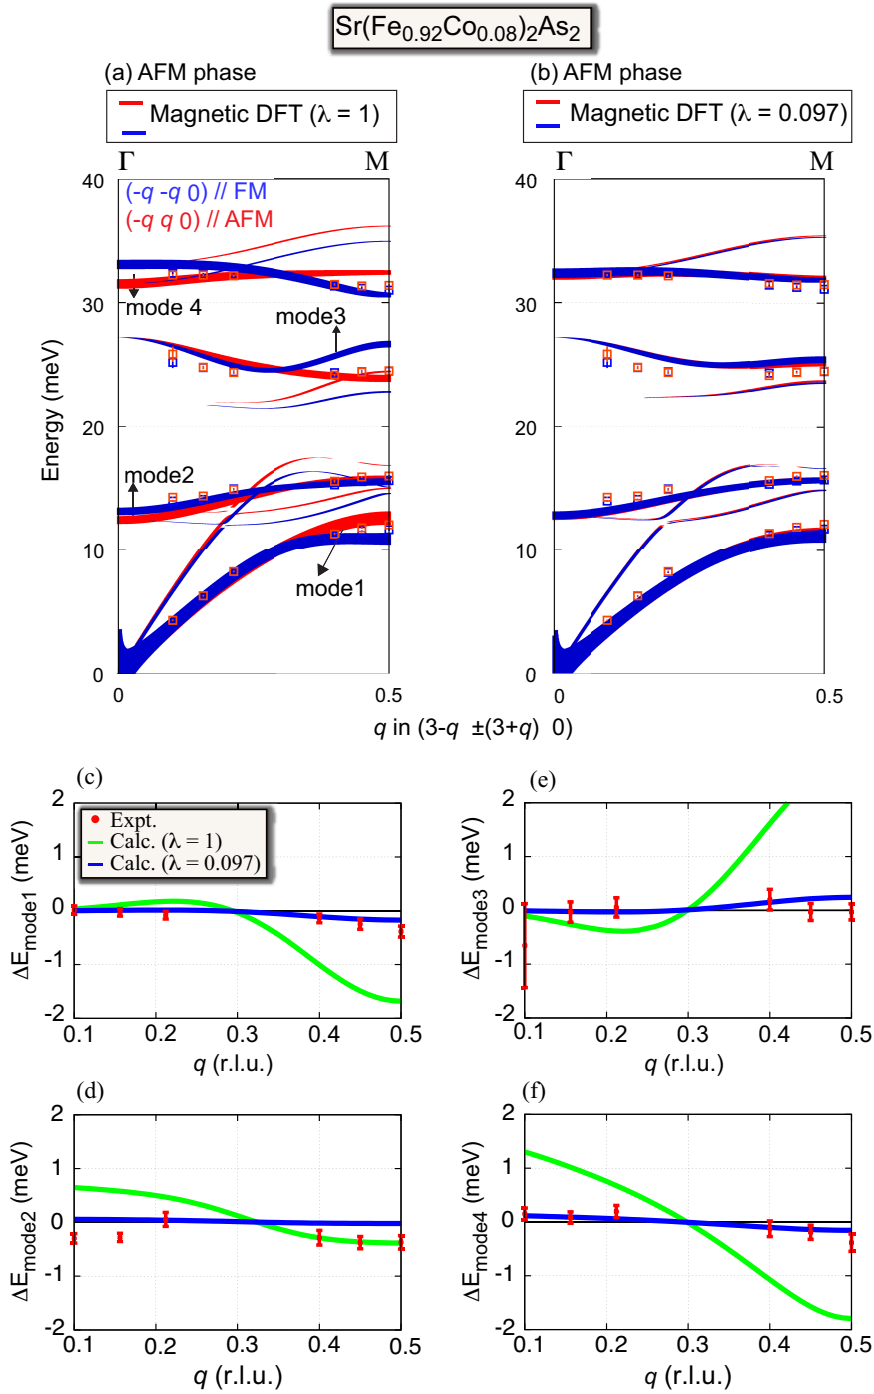 Sr(Fe0.92Co0.08)2As2
(a) AFM phase
(b) AFM phase
Magnetic DFT (λ = 1)
Magnetic DFT (λ = 0.097)
Γ
M
Γ
M
40
30
20
10
0
Energy (meV)
(-q -q 0) // FM
(-q q 0) // AFM
mode 4
mode3
mode2
mode1
0
0.5
40
30
20
10
0
0
0.5
q in (3-q ±(3+q) 0)
(c)
Expt.
Calc. (λ = 1)
Calc. (λ = 0.097)
2
1
0
-1
-2
ΔEmode1 (meV)
0.1
0.2
0.3
0.4
0.5
q (r.l.u.)
(e)
2
1
0
-1
-2
ΔEmode3 (meV)
0.1
0.2
0.3
0.4
0.5
q (r.l.u.)
(d)
2
1
0
-1
-2
ΔEmode2 (meV)
0.1
0.2
0.3
0.4
0.5
q (r.l.u.)
(f)
2
1
0
-1
-2
ΔEmode4 (meV)
0.1
0.2
0.3
0.4
0.5
q (r.l.u.)